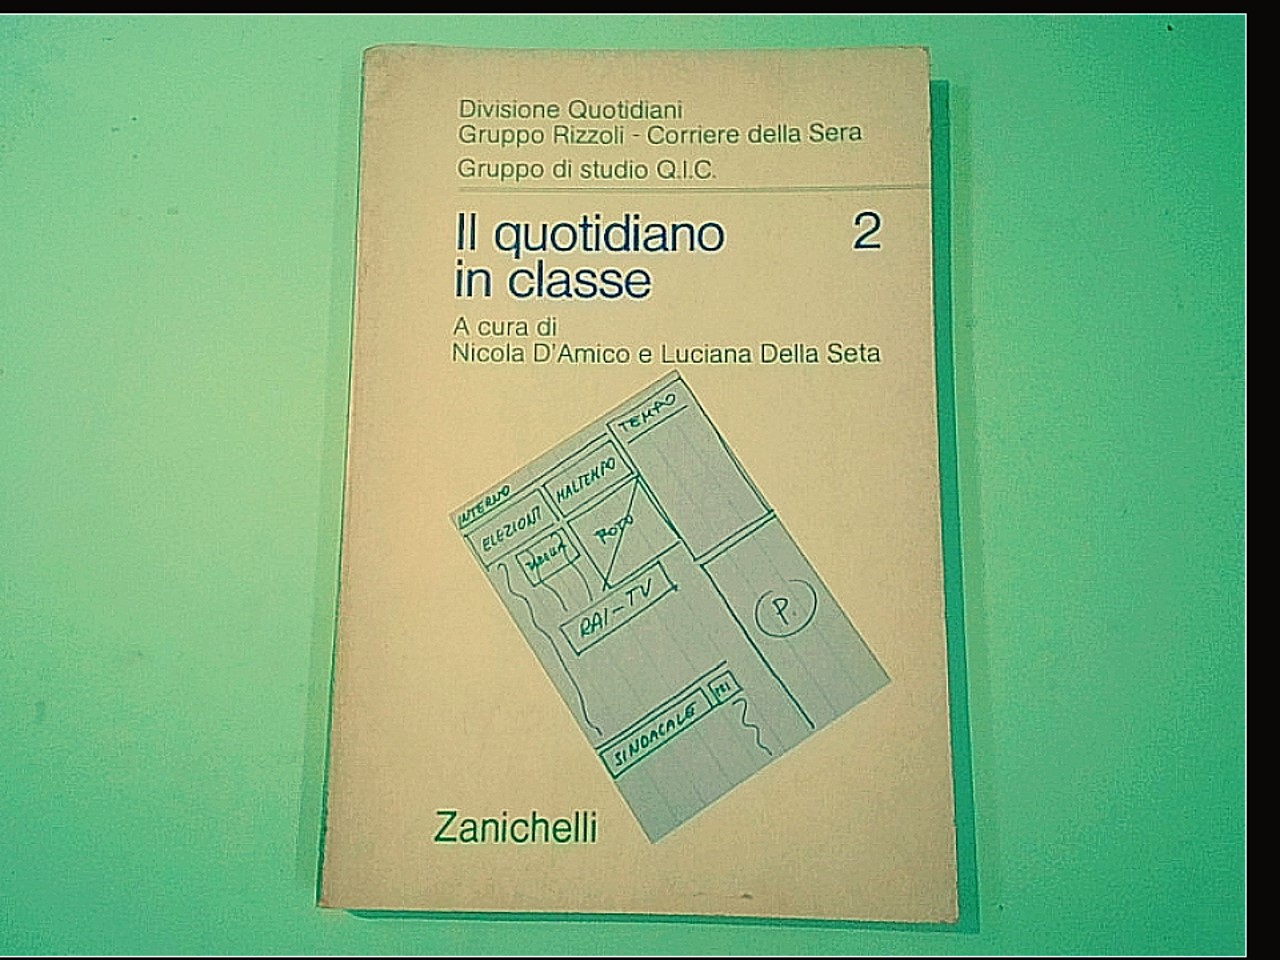 Divisione Quotidiani
Gruppo Rizzoli - Corriere della Sera
Gruppo di studio Q.I.C.
Il quotidiano 2
in classe
A cura di
Nicola D'Amico e Luciana Della Seta
TEMPO
INTERNO
MALTEMPO
ELEZIONI
FOTO
RAI-TV
P.
SINDACALE
Zanichelli